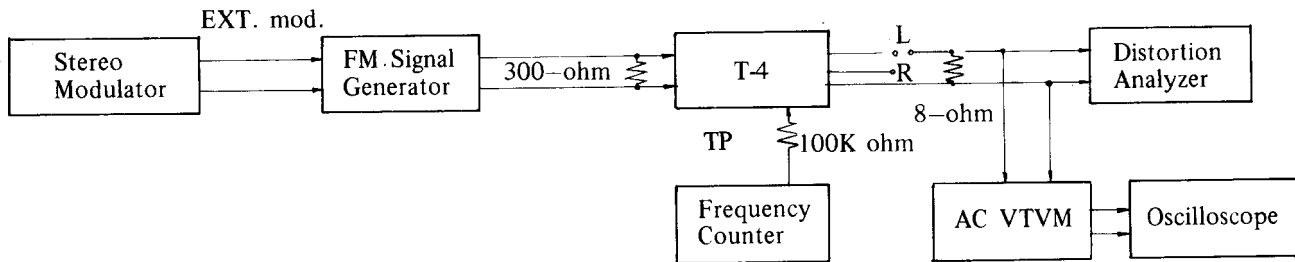 EXT. mod.
Stereo
Modulator
FM Signal
Generator
300-ohm
T-4
L
R
8-ohm
Distortion
Analyzer
TP
100K ohm
Frequency
Counter
AC VTVM
Oscilloscope